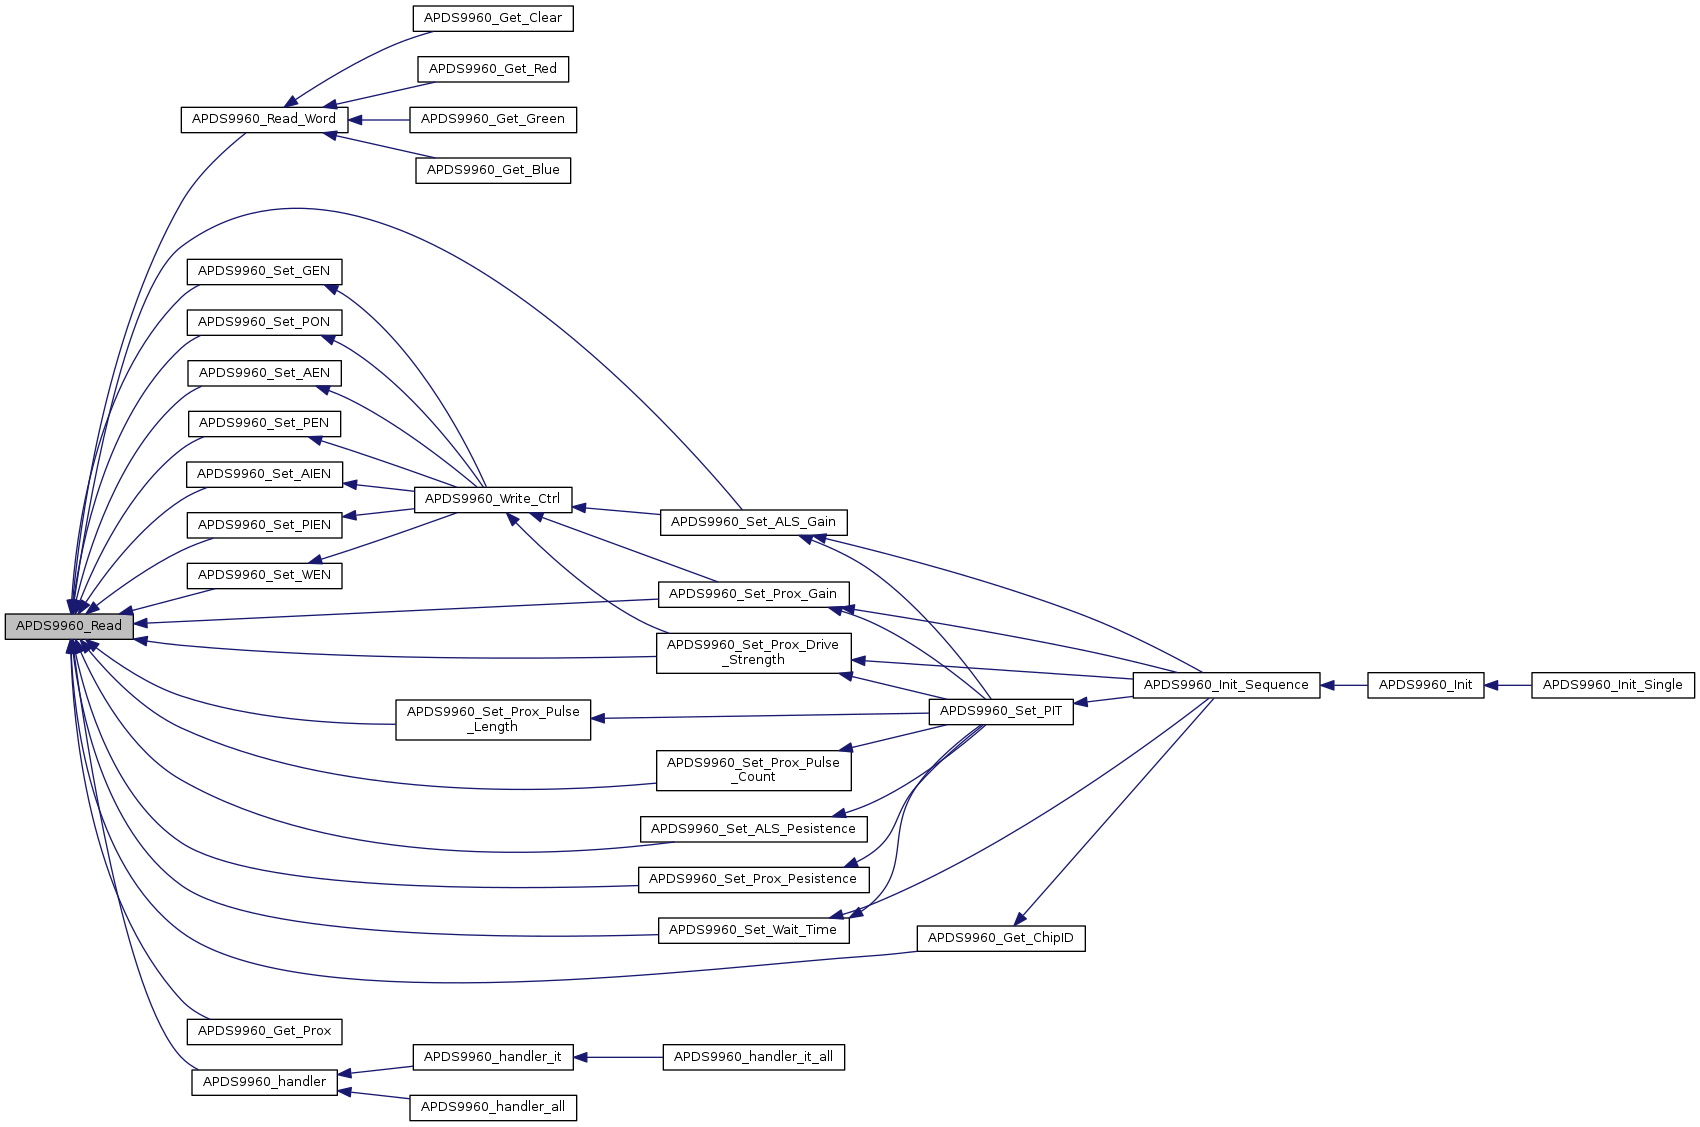 APDS9960_Get_Clear
APDS9960_Get_Red
APDS9960_Read_Word
APDS9960_Get_Green
APDS9960_Get_Blue
APDS9960_Set_GEN
APDS9960_Set_PON
APDS9960_Set_AEN
APDS9960_Set_PEN
APDS9960_Set_AIEN
APDS9960_Write_Ctrl
APDS9960_Set_PIEN
APDS9960_Set_ALS_Gain
APDS9960_Set_WEN
APDS9960_Set_Prox_Gain
APDS9960_Read
APDS9960_Set_Prox_Drive
_Strength
APDS9960_Init_Sequence
APDS9960_Init
APDS9960_Init_Single
APDS9960_Set_Prox_Pulse
_Length
APDS9960_Set_PIT
APDS9960_Set_Prox_Pulse
_Count
APDS9960_Set_ALS_Pesistence
APDS9960_Set_Prox_Pesistence
APDS9960_Set_Wait_Time
APDS9960_Get_ChipID
APDS9960_Get_Prox
APDS9960_handler_it
APDS9960_handler_it_all
APDS9960_handler
APDS9960_handler_all